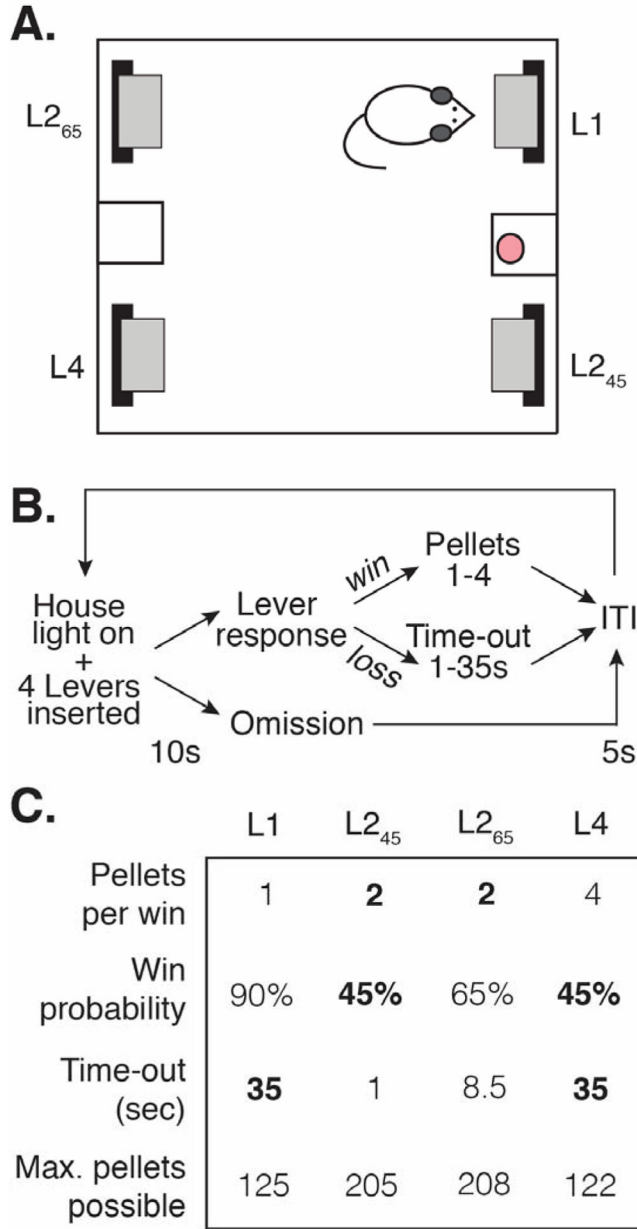 A.
L2₆₅
L1
L4
L2₄₅
B.
House
light on
+
4 Levers
inserted
10s
Lever
response
win
loss
Pellets
1-4
Time-out
1-35s
Omission
ITI
5s
C.
L1 L2₄₅ L2₆₅ L4
Pellets
per win
1 2 2 4
Win
probability
90% 45% 65% 45%
Time-out
(sec)
35 1 8.5 35
Max. pellets
possible
125 205 208 122